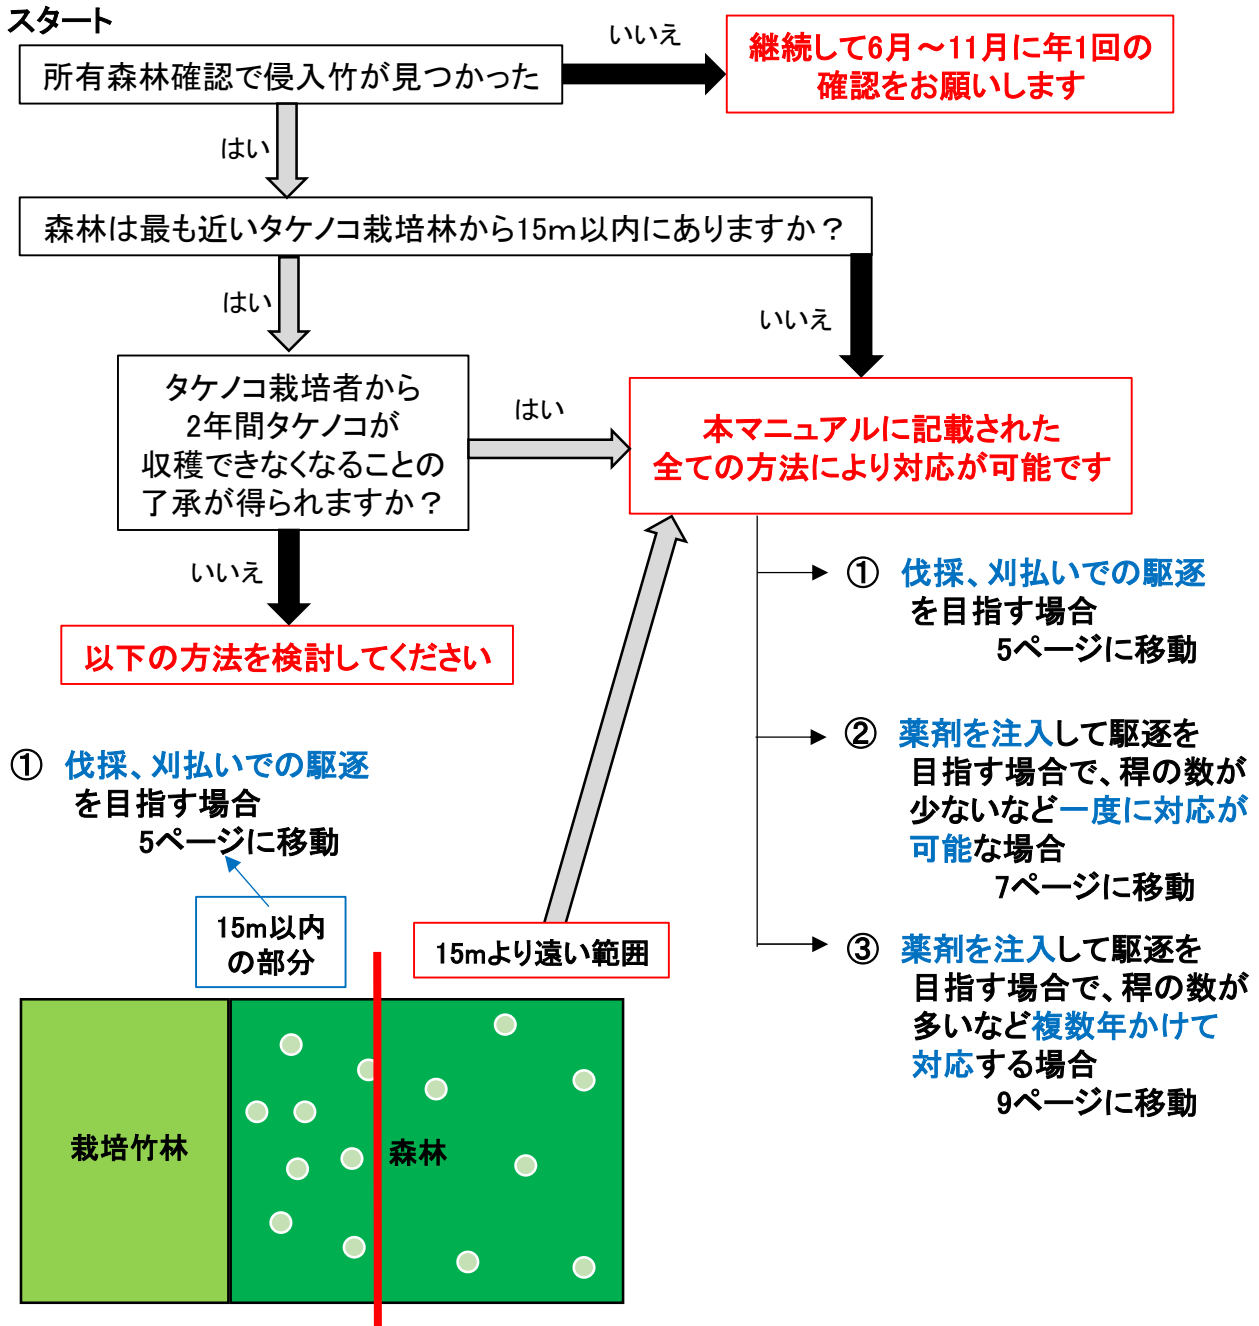 スタート
所有森林確認で侵入竹が見つかった
いいえ
継続して6月～11月に年1回の
確認をお願いします
はい
森林は最も近いタケノコ栽培林から15m以内にありますか？
はい
いいえ
タケノコ栽培者から
2年間タケノコが
収穫できなくなることの
了承が得られますか？
はい
本マニュアルに記載された
全ての方法により対応が可能です
いいえ
以下の方法を検討してください
① 伐採、刈払いでの駆逐
を目指す場合
5ページに移動
② 薬剤を注入して駆逐を
目指す場合で、稈の数が
少ないなど一度に対応が
可能な場合
7ページに移動
③ 薬剤を注入して駆逐を
目指す場合で、稈の数が
多いなど複数年かけて
対応する場合
9ページに移動
① 伐採、刈払いでの駆逐
を目指す場合
5ページに移動
15m以内
の部分
15mより遠い範囲
栽培竹林
森林